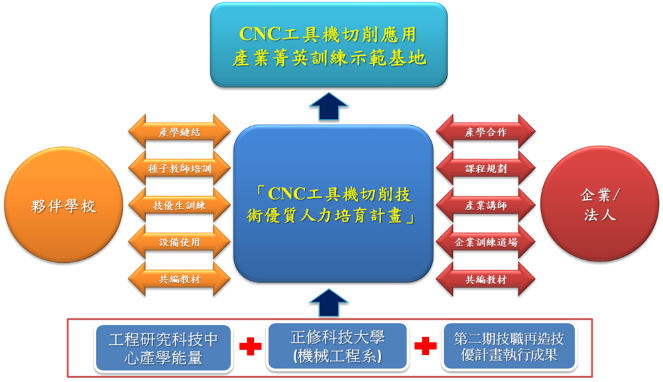 CNC工具機切削應用
產業菁英訓練示範基地
產學鏈結
種子教師培訓
技優生訓練
設備使用
共編教材
夥伴學校
「CNC工具機切削技
術優質人力培育計畫」
產學合作
課程規劃
產業講師
企業訓練道場
共編教材
企業/
法人
工程研究科技中
心產學能量
正修科技大學
(機械工程系)
第二期技職再造技
優計畫執行成果